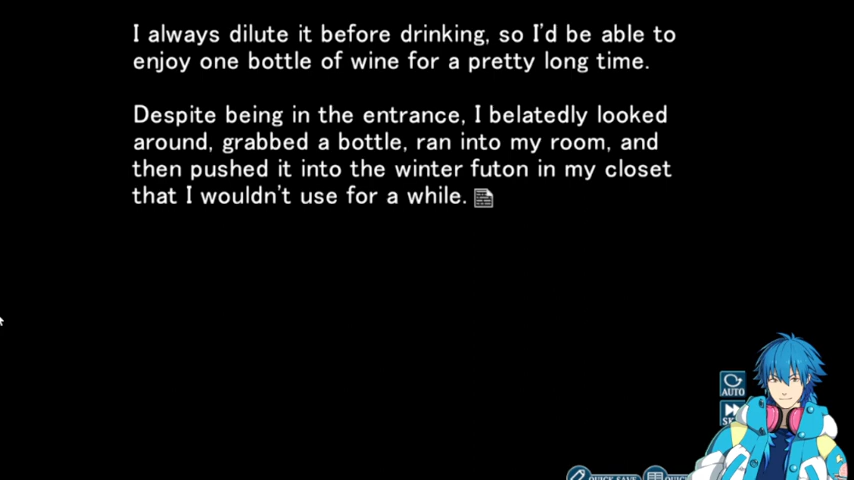 I always dilute it before drinking, so I'd be able to
enjoy one bottle of wine for a pretty long time.
Despite being in the entrance, I belatedly looked
around, grabbed a bottle, ran into my room, and
then pushed it into the winter futon in my closet
that I wouldn't use for a while.
AUTO
QUICK SAVE